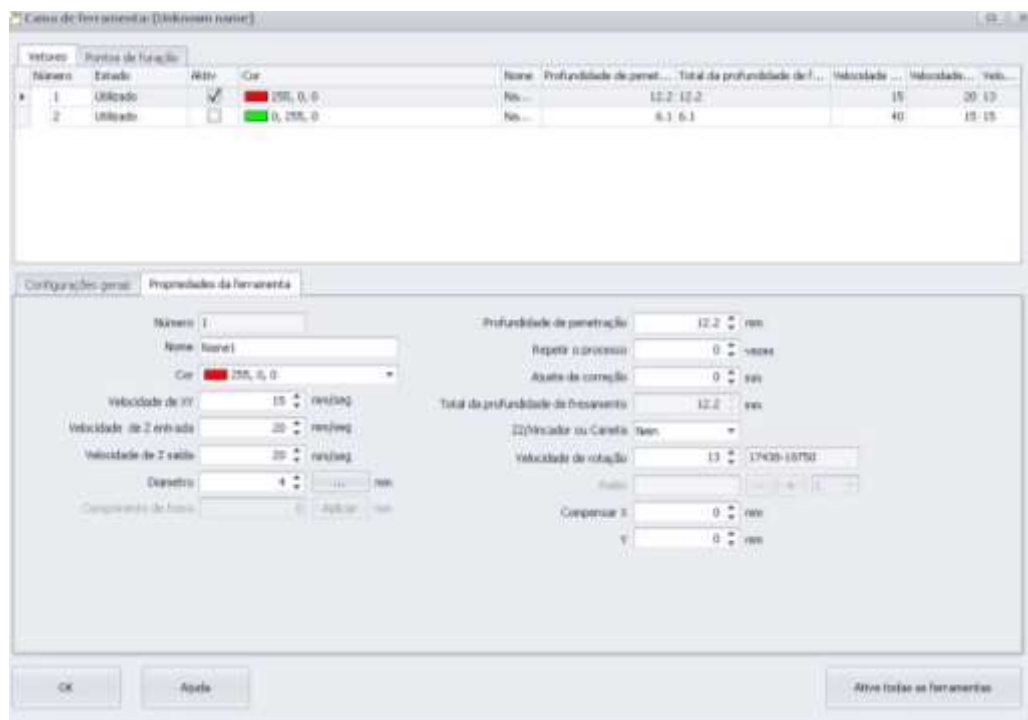 Caixa de ferramenta: [Unknown name]
Vetores Pontos de furação
Número Estado Aktiv Cor Nome Profundidade de penet... Total da profundidade de f... Velocidade ... Velocidade... Velo...
1 Utilizado 255, 0, 0 Na... 12.2 12.2 15 20 13
2 Utilizado 0, 255, 0 Na... 6.1 6.1 40 15 15
Configurações gerais Propriedades da ferramenta
Número 1 Profundidade de penetração 12.2 mm
Nome Name1 Repetir o processo 0 vezes
Cor 255, 0, 0 Ajuste de correção 0 mm
Velocidade de XY 15 mm/seg Total da profundidade de fresamento 12.2 mm
Velocidade de Z entrada 20 mm/seg Z2/Vincador ou Caneta Nein
Velocidade de Z saída 20 mm/seg Velocidade de rotação 13 17438-18750
Diametro 4 ... mm
Comprimento de 0 Aplicar mm Compensar X 0 mm
Y 0 mm
OK Ajuda Ative todas as ferramentas